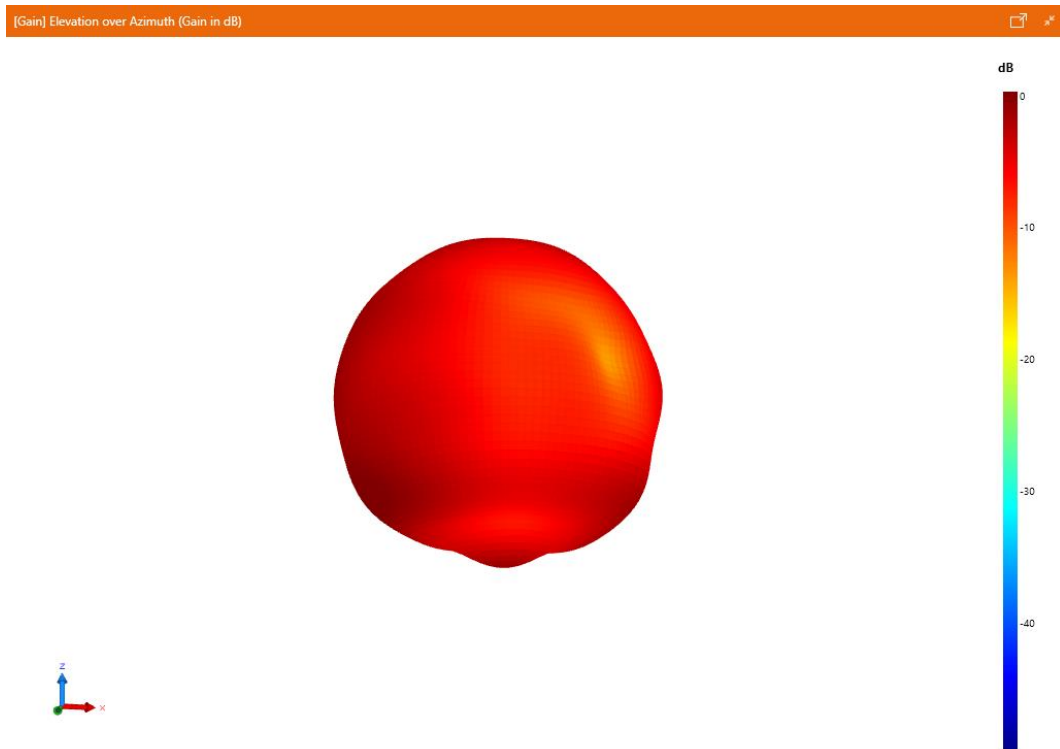 [Gain] Elevation over Azimuth (Gain in dB)
dB
0
-10
-20
-30
-40
z
x